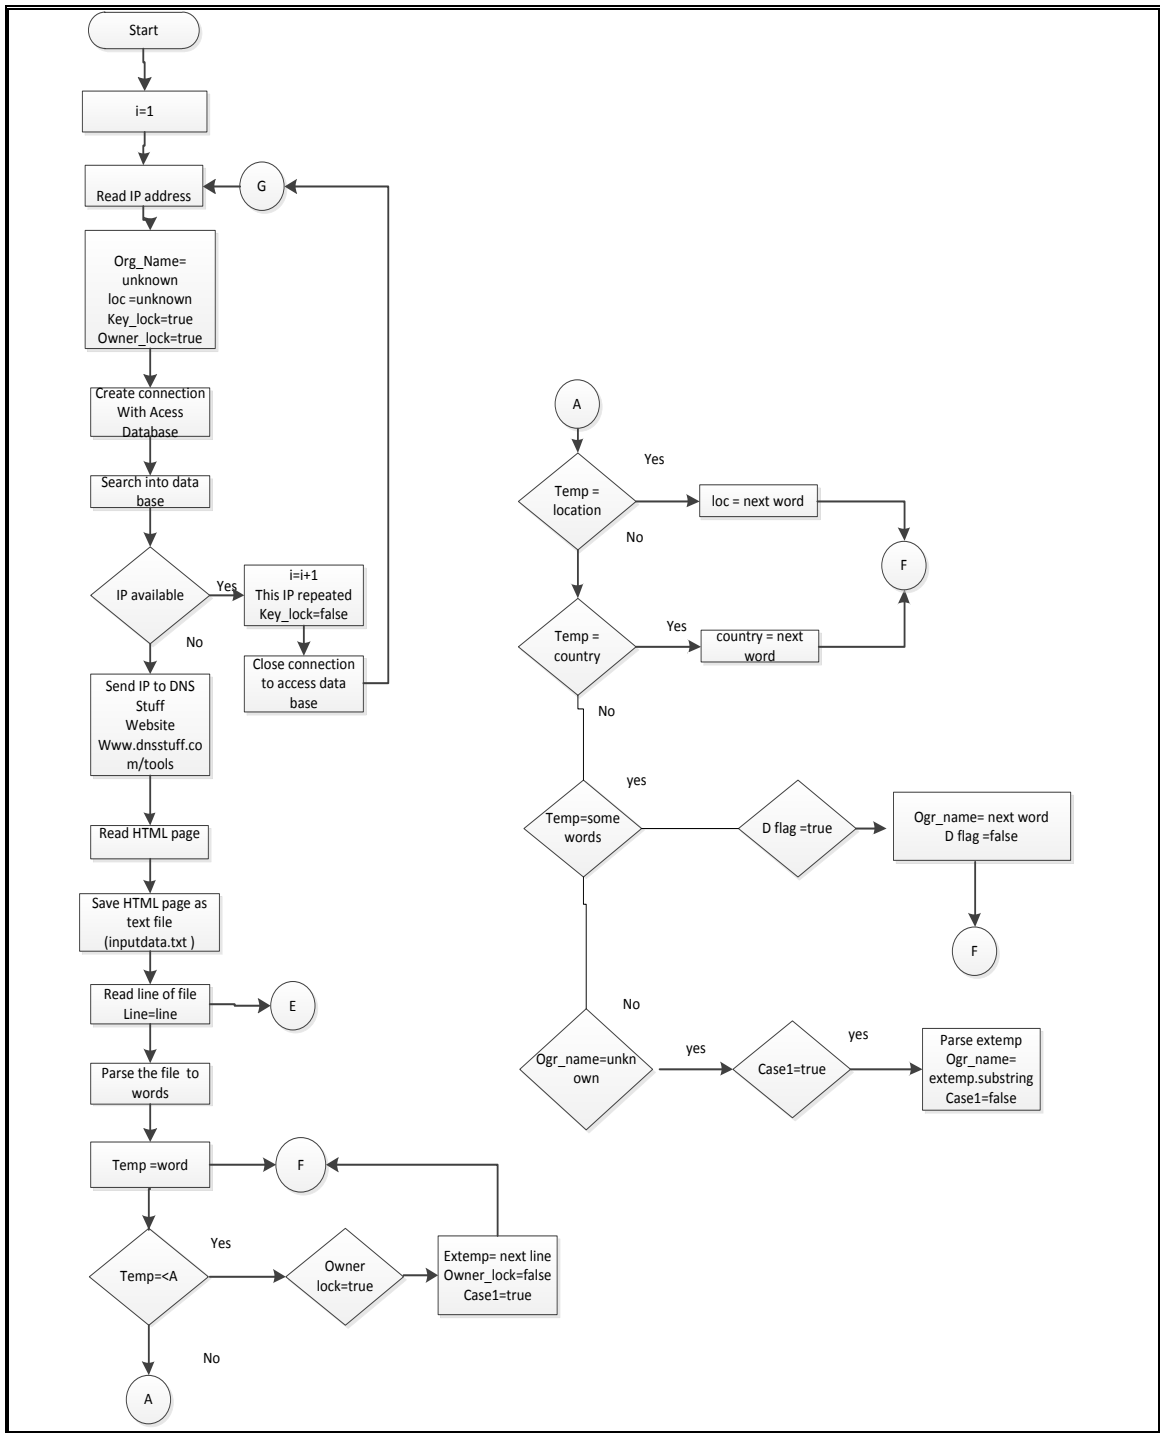 Start
i=1
Read IP address
G
Org_Name=
unknown
loc =unknown
Key_lock=true
Owner_lock=true
Create connection
With Acess
Database
Search into data
base
IP available
Yes
i=i+1
This IP repeated
Key_lock=false
No
Close connection
to access data
base
Send IP to DNS
Stuff
Website
Www.dnsstuff.co
m/tools
Read HTML page
Save HTML page as
text file
(inputdata.txt )
Read line of file
Line=line
E
Parse the file  to
words
Temp =word
F
Temp=<A
Yes
Owner
lock=true
Extemp= next line
Owner_lock=false
Case1=true
No
A
A
Temp =
location
Yes
loc = next word
No
F
Temp =
country
Yes
country = next
word
No
Temp=some
words
yes
D flag =true
Ogr_name= next word
D flag =false
F
No
Ogr_name=unkn
own
yes
Case1=true
yes
Parse extemp
Ogr_name=
extemp.substring
Case1=false